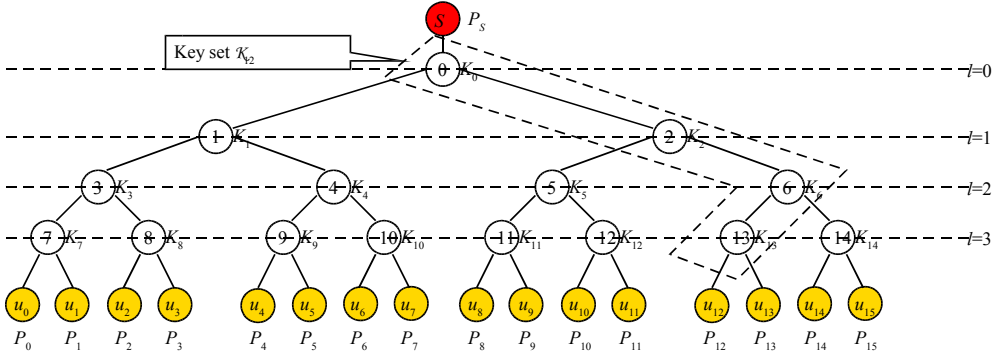 S P_S
Key set 𝒦_12
0 K_0 l=0
1 K_1 2 K_2 l=1
3 K_3 4 K_4 5 K_5 6 K_6 l=2
7 K_7 8 K_8 9 K_9 10 K_10 11 K_11 12 K_12 13 K_13 14 K_14 l=3
u_0 u_1 u_2 u_3 u_4 u_5 u_6 u_7 u_8 u_9 u_10 u_11 u_12 u_13 u_14 u_15
P_0 P_1 P_2 P_3 P_4 P_5 P_6 P_7 P_8 P_9 P_10 P_11 P_12 P_13 P_14 P_15